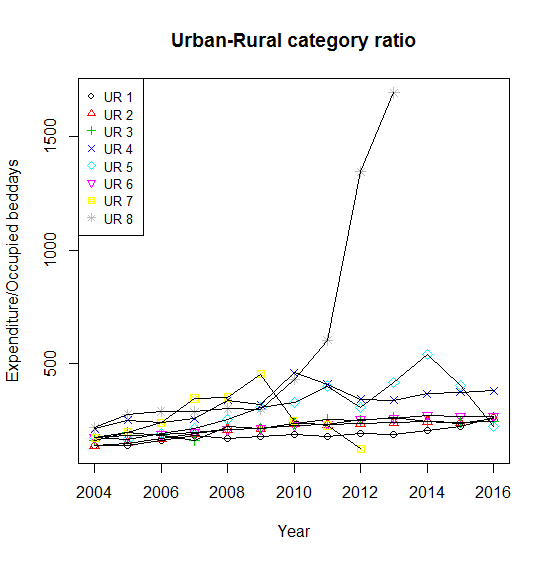 Urban-Rural category ratio
UR 1
UR 2
UR 3
UR 4
UR 5
UR 6
UR 7
UR 8
Expenditure/Occupied beddays
1500
1000
500
2004 2006 2008 2010 2012 2014 2016
Year